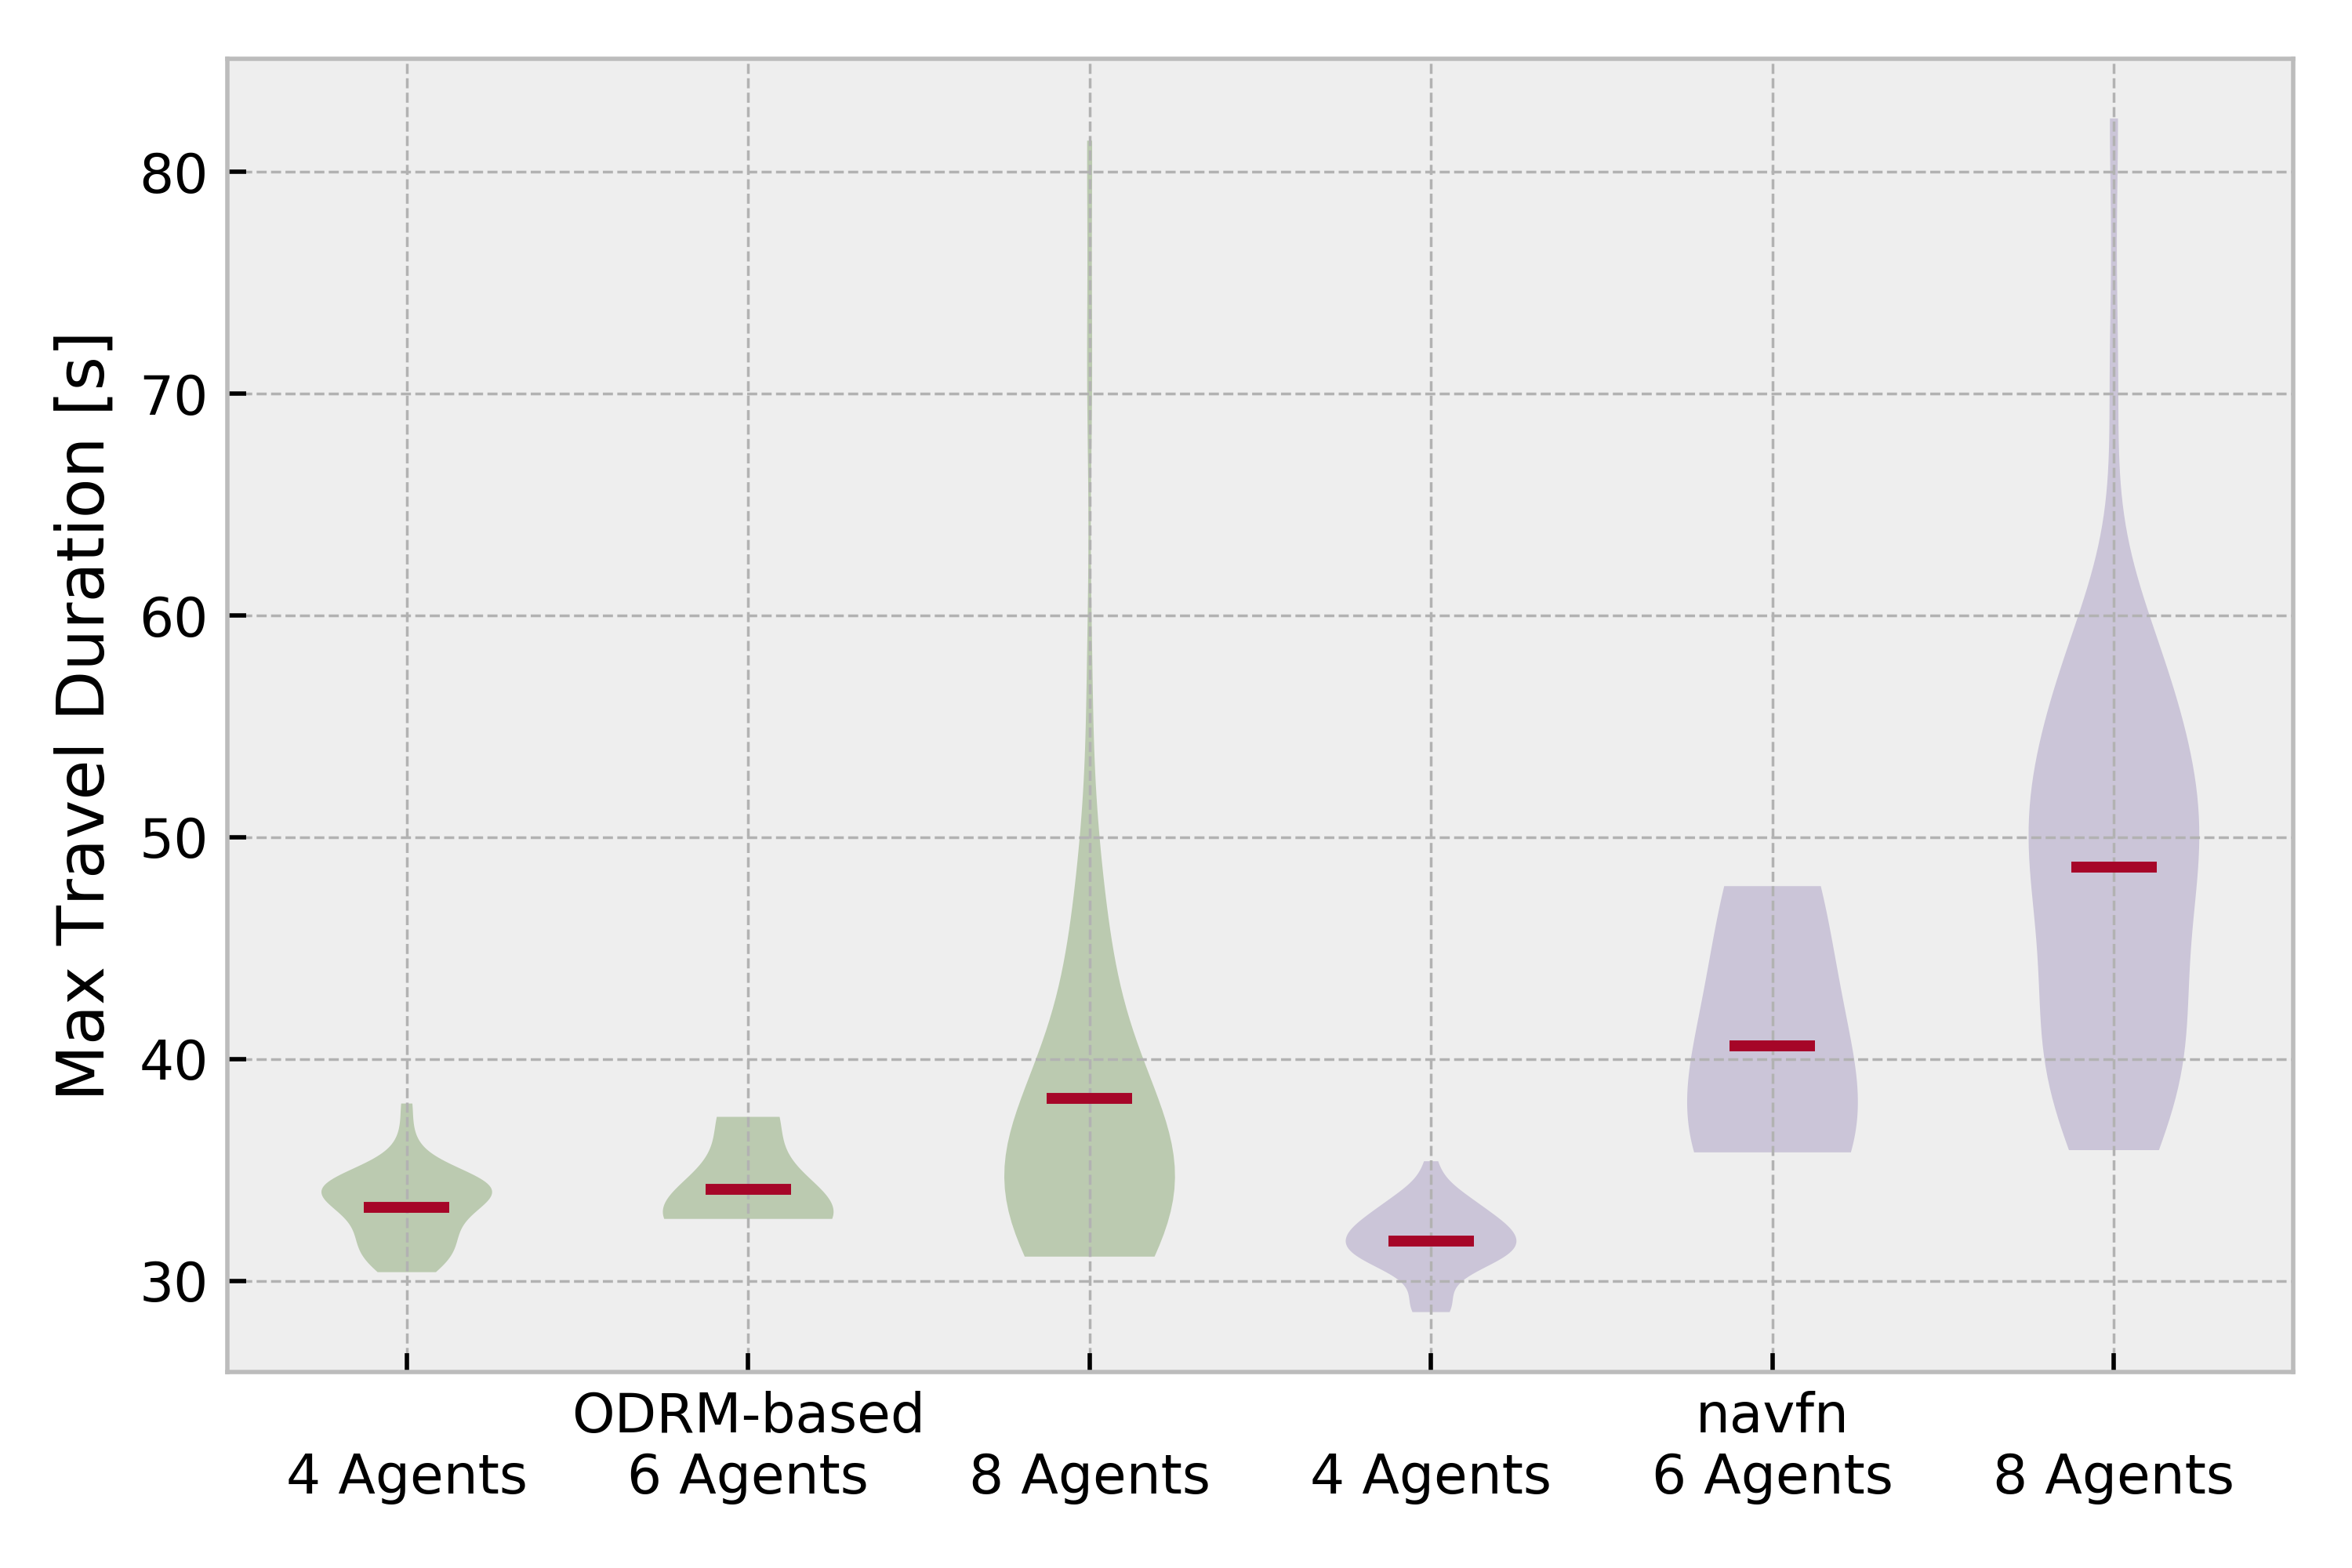 Max Travel Duration [s]
80
70
60
50
40
30
ODRM-based
navfn
4 Agents
6 Agents
8 Agents
4 Agents
6 Agents
8 Agents